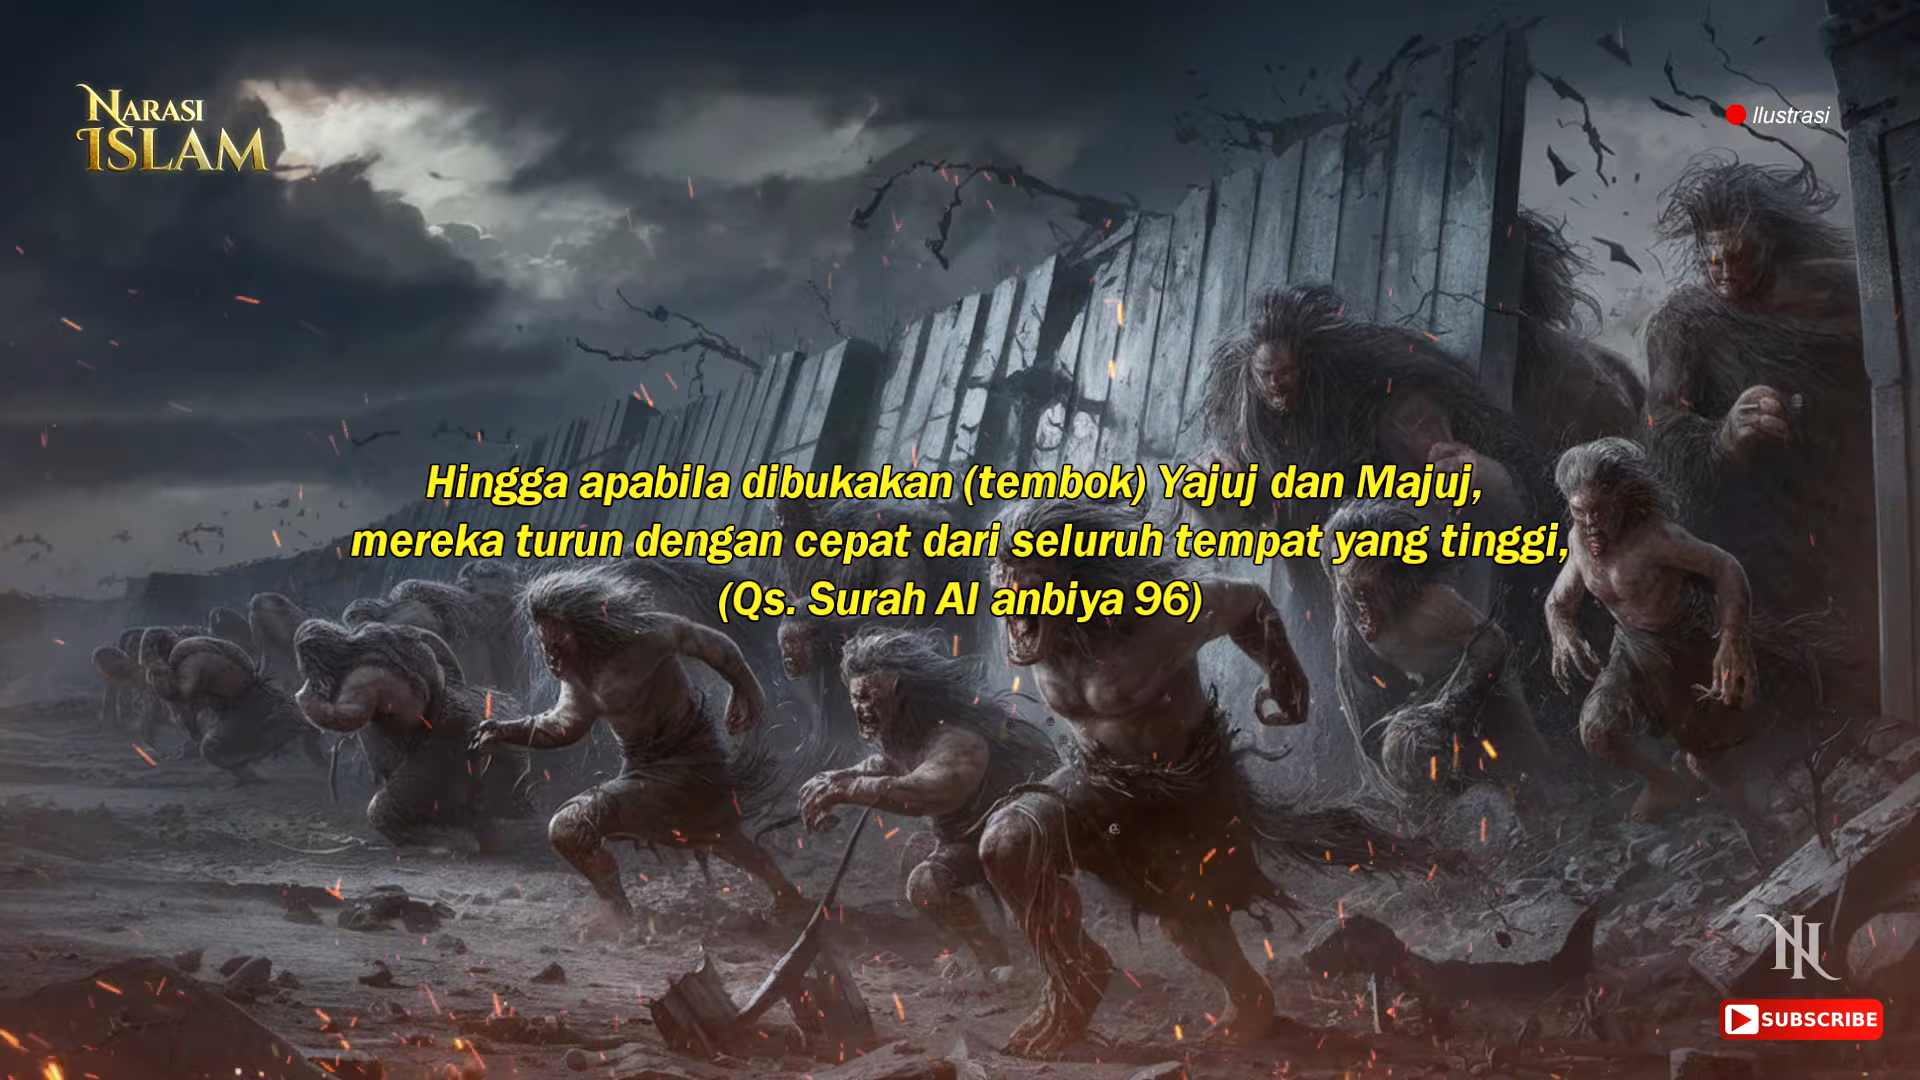 NARASI
ISLAM
Ilustrasi
Hingga apabila dibukakan (tembok) Yajuj dan Majuj,
mereka turun dengan cepat dari seluruh tempat yang tinggi,
(Qs. Surah Al anbiya 96)
NI
SUBSCRIBE